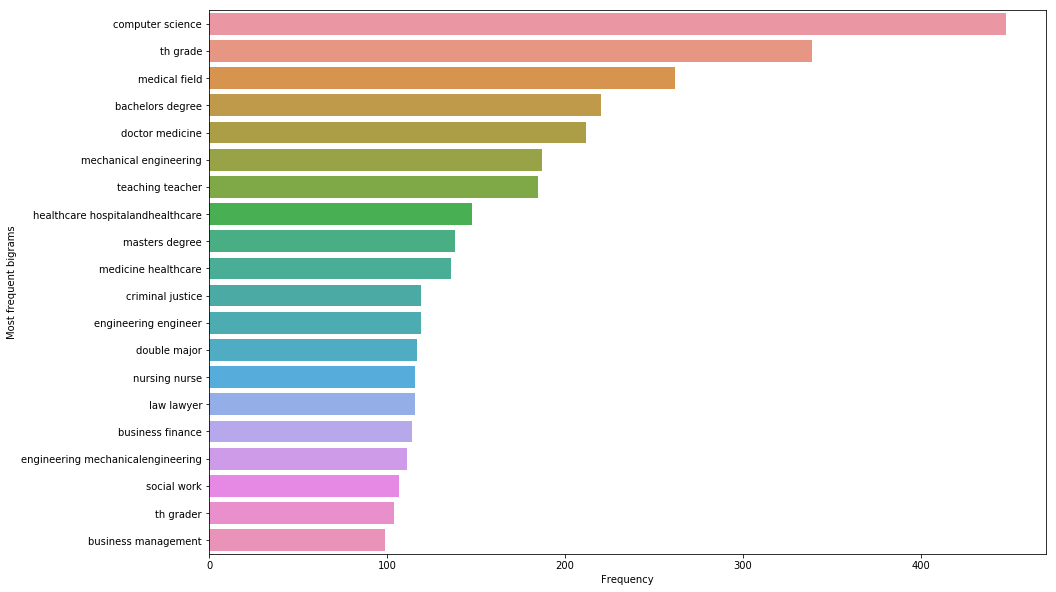 computer science
th grade
medical field
bachelors degree
doctor medicine
mechanical engineering
teaching teacher
healthcare hospitalandhealthcare
masters degree
medicine healthcare
criminal justice
engineering engineer
double major
nursing nurse
law lawyer
business finance
engineering mechanicalengineering
social work
th grader
business management
Most frequent bigrams
0 100 200 300 400
Frequency